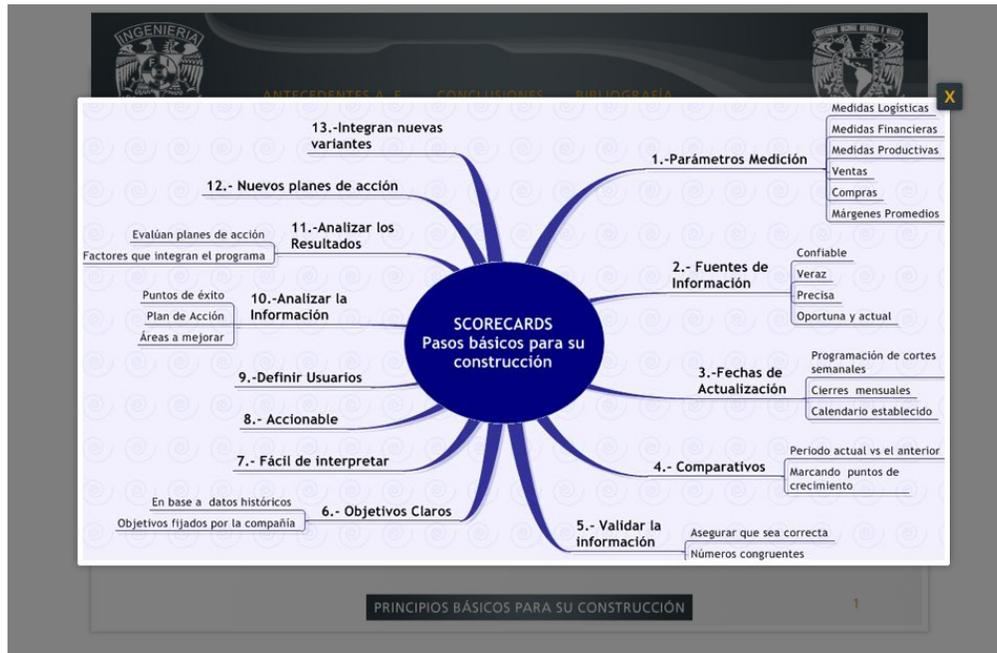 INGENIERIA
ANTECEDENTES A. F.
CONCLUSIONES
BIBLIOGRAFÍA
X
SCORECARDS
Pasos básicos para su
construcción
1.-Parámetros Medición
Medidas Logísticas
Medidas Financieras
Medidas Productivas
Ventas
Compras
Márgenes Promedios
2.- Fuentes de
Información
Confiable
Veraz
Precisa
Oportuna y actual
3.-Fechas de
Actualización
Programación de cortes
semanales
Cierres mensuales
Calendario establecido
4.- Comparativos
Periodo actual vs el anterior
Marcando puntos de
crecimiento
5.- Validar la
información
Asegurar que sea correcta
Números congruentes
6.- Objetivos Claros
En base a datos históricos
Objetivos fijados por la compañía
7.- Fácil de interpretar
8.- Accionable
9.-Definir Usuarios
10.-Analizar la
Información
Puntos de éxito
Plan de Acción
Áreas a mejorar
11.-Analizar los
Resultados
Evalúan planes de acción
Factores que integran el programa
12.- Nuevos planes de acción
13.-Integran nuevas
variantes
PRINCIPIOS BÁSICOS PARA SU CONSTRUCCIÓN
1